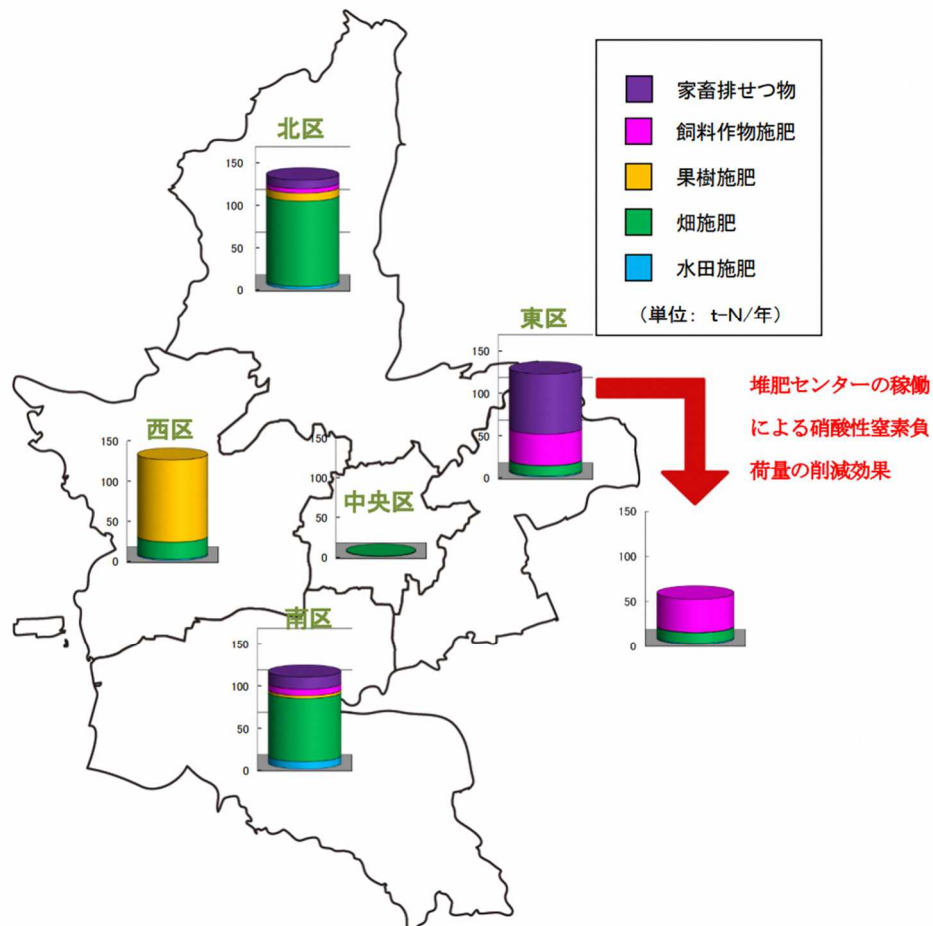 北区
150
100
50
0
家畜排せつ物
飼料作物施肥
果樹施肥
畑施肥
水田施肥
(単位: t-N/年)
東区
150
100
50
0
堆肥センターの稼働
による硝酸性窒素負
荷量の削減効果
西区
150
100
50
0
中央区
150
100
50
0
150
100
50
0
南区
150
100
50
0